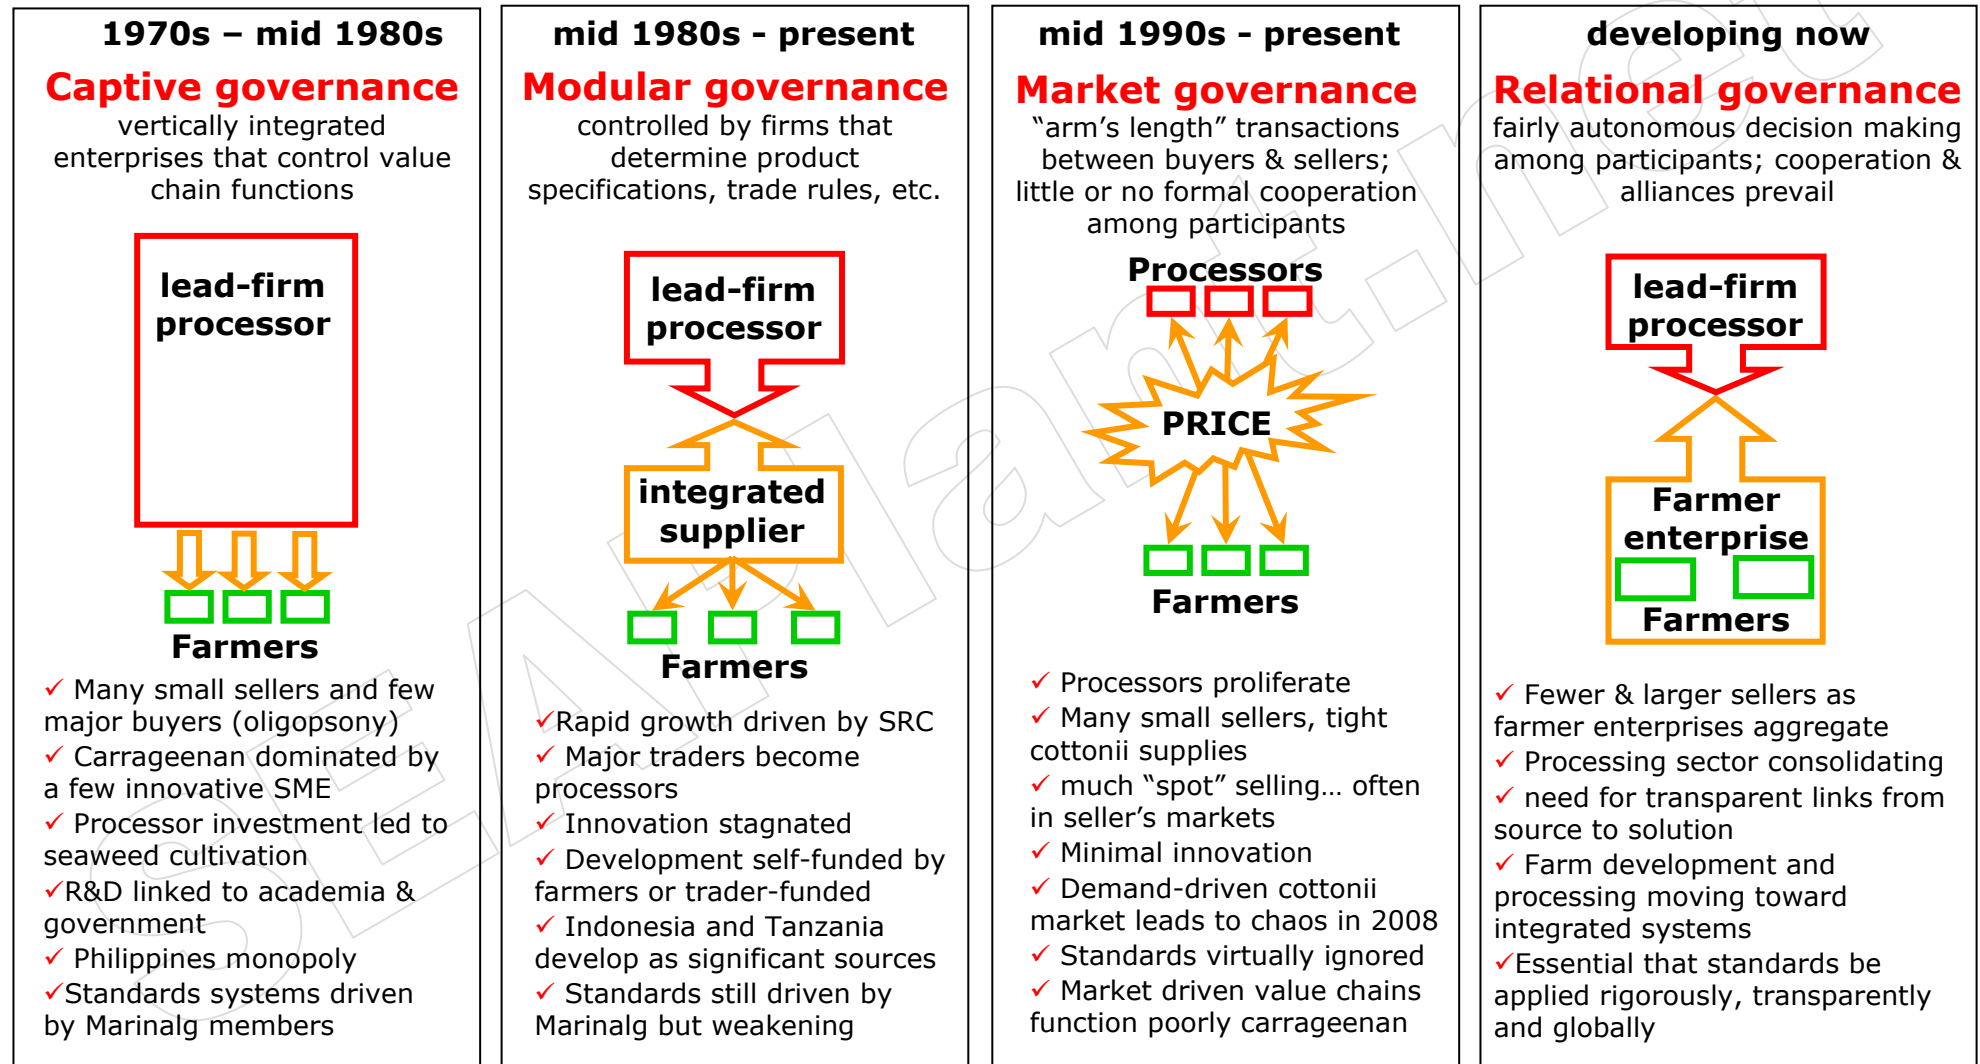 1970s – mid 1980s
Captive governance
vertically integrated
enterprises that control value
chain functions
lead-firm
processor
Farmers
✓ Many small sellers and few
major buyers (oligopsony)
✓ Carrageenan dominated by
a few innovative SME
✓ Processor investment led to
seaweed cultivation
✓R&D linked to academia &
government
✓ Philippines monopoly
✓Standards systems driven
by Marinalg members
mid 1980s - present
Modular governance
controlled by firms that
determine product
specifications, trade rules, etc.
lead-firm
processor
integrated
supplier
Farmers
✓Rapid growth driven by SRC
✓ Major traders become
processors
✓ Innovation stagnated
✓ Development self-funded by
farmers or trader-funded
✓ Indonesia and Tanzania
develop as significant sources
✓ Standards still driven by
Marinalg but weakening
mid 1990s - present
Market governance
“arm’s length” transactions
between buyers & sellers;
little or no formal cooperation
among participants
Processors
PRICE
Farmers
✓ Processors proliferate
✓ Many small sellers, tight
cottonii supplies
✓ much “spot” selling… often
in seller’s markets
✓ Minimal innovation
✓ Demand-driven cottonii
market leads to chaos in 2008
✓ Standards virtually ignored
✓ Market driven value chains
function poorly carrageenan
developing now
Relational governance
fairly autonomous decision making
among participants; cooperation &
alliances prevail
lead-firm
processor
Farmer
enterprise
Farmers
✓ Fewer & larger sellers as
farmer enterprises aggregate
✓ Processing sector consolidating
✓ need for transparent links from
source to solution
✓ Farm development and
processing moving toward
integrated systems
✓Essential that standards be
applied rigorously, transparently
and globally
SEAPlant.net